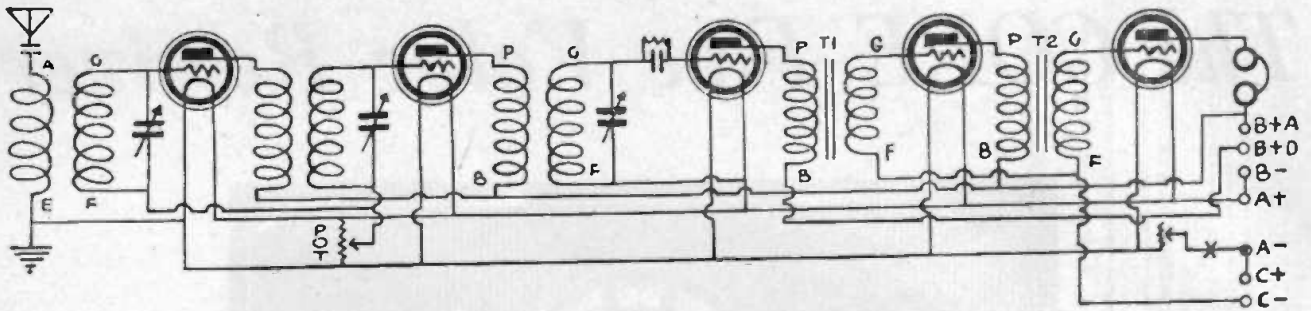 A
G
P
G
P
T1
G
P
T2
G
F
B
F
B
F
B
F
E
POT
B+A
B+D
B-
A+
A-
C+
C-
X